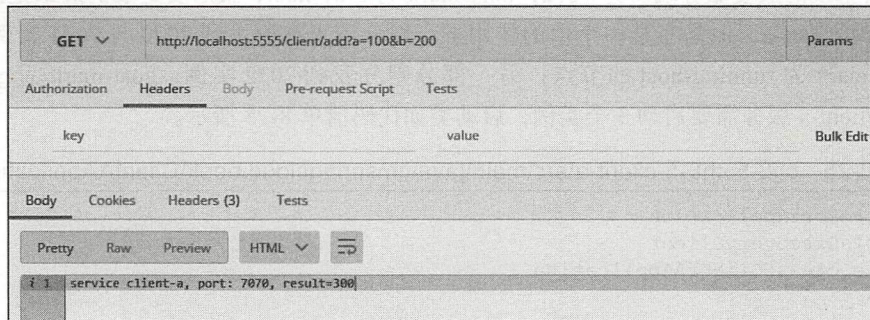 GET http://localhost:5555/client/add?a=100&b=200 Params
Authorization Headers Body Pre-request Script Tests
key value Bulk Edit
Body Cookies Headers (3) Tests
Pretty Raw Preview HTML
i 1 service client-a, port: 7070, result=300